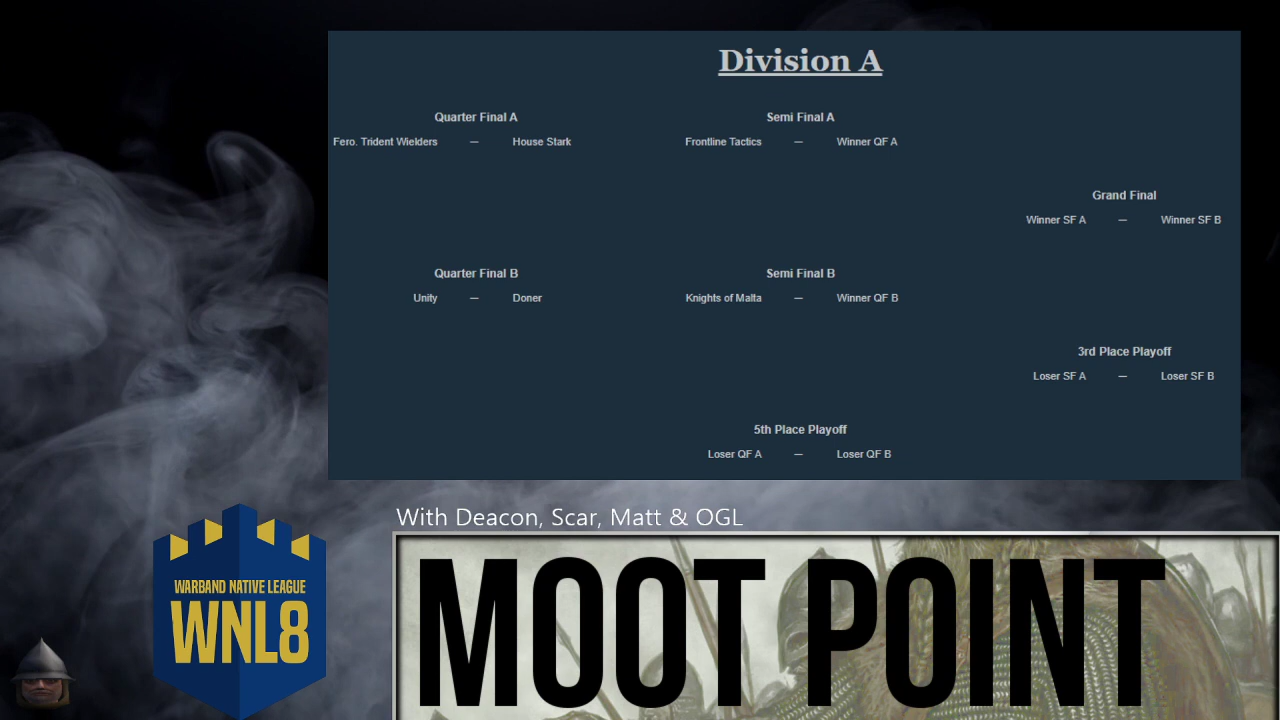 Division A
Quarter Final A
Fero. Trident Wielders — House Stark
Semi Final A
Frontline Tactics — Winner QF A
Grand Final
Winner SF A — Winner SF B
Quarter Final B
Unity — Doner
Semi Final B
Knights of Malta — Winner QF B
3rd Place Playoff
Loser SF A — Loser SF B
5th Place Playoff
Loser QF A — Loser QF B
With Deacon, Scar, Matt & OGL
WARBAND NATIVE LEAGUE
WNL8
MOOT POINT